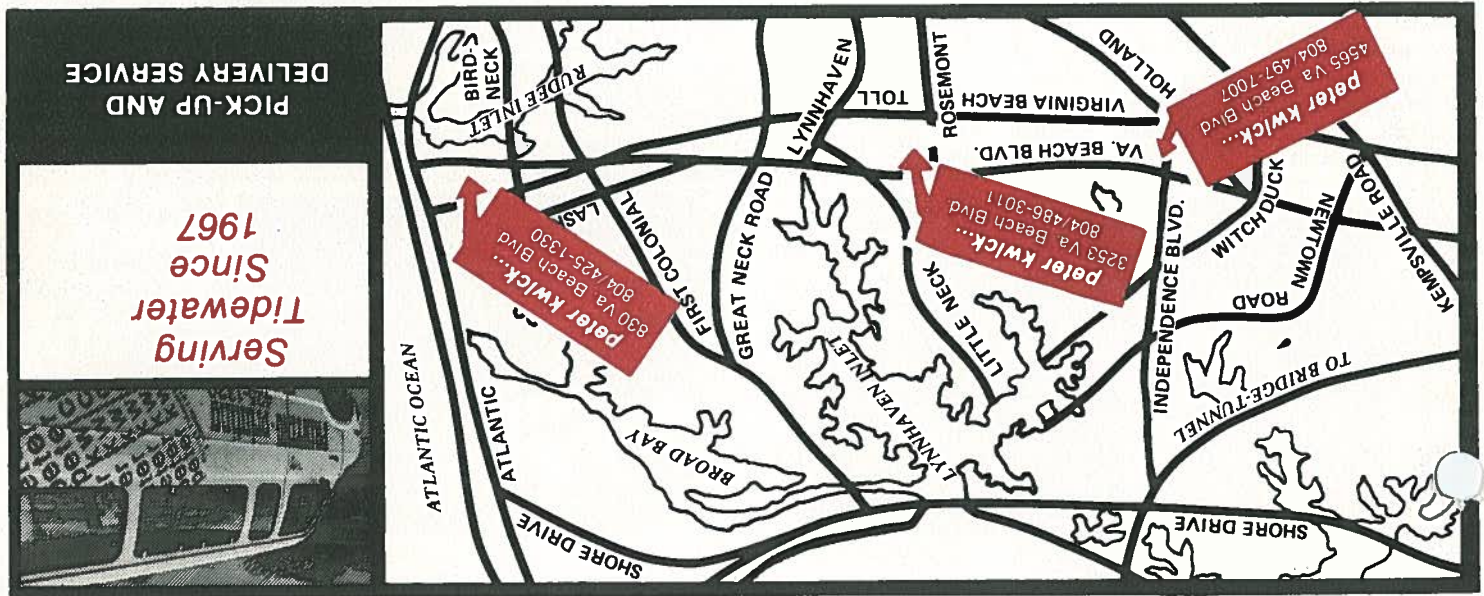 SHORE DRIVE
SHORE DRIVE
TO BRIDGE-TUNNEL
LYNNHAVEN INLET
BROAD BAY
ATLANTIC
ATLANTIC OCEAN
KEMPSVILLE ROAD
NEWTOWN
ROAD
WITCH DUCK
INDEPENDENCE BLVD.
LITTLE NECK
GREAT NECK ROAD
FIRST COLONIAL
peter kwick...
4565 Va. Beach Blvd
804/497-7007
peter kwick...
3253 Va. Beach Blvd.
804/486-3011
peter kwick...
830 Va. Beach Blvd
804/425-1330
LASK
VA. BEACH BLVD.
VIRGINIA BEACH
TOLL
HOLLAND
ROSEMONT
LYNNHAVEN
RUDEE INLET
BIRD->
NECK
Serving
Tidewater
Since
1967
PICK-UP AND
DELIVERY SERVICE